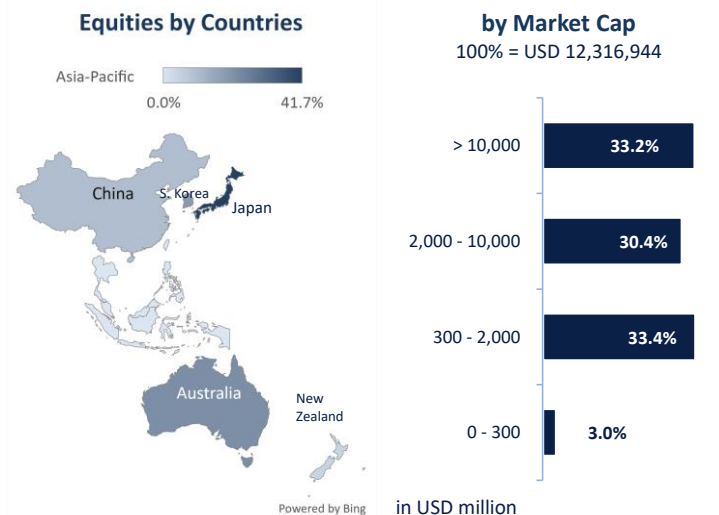 Equities by Countries
Asia-Pacific
0.0%
41.7%
China
S. Korea
Japan
Australia
New
Zealand
Powered by Bing
by Market Cap
100% = USD 12,316,944
> 10,000
33.2%
2,000 - 10,000
30.4%
300 - 2,000
33.4%
0 - 300
3.0%
in USD million